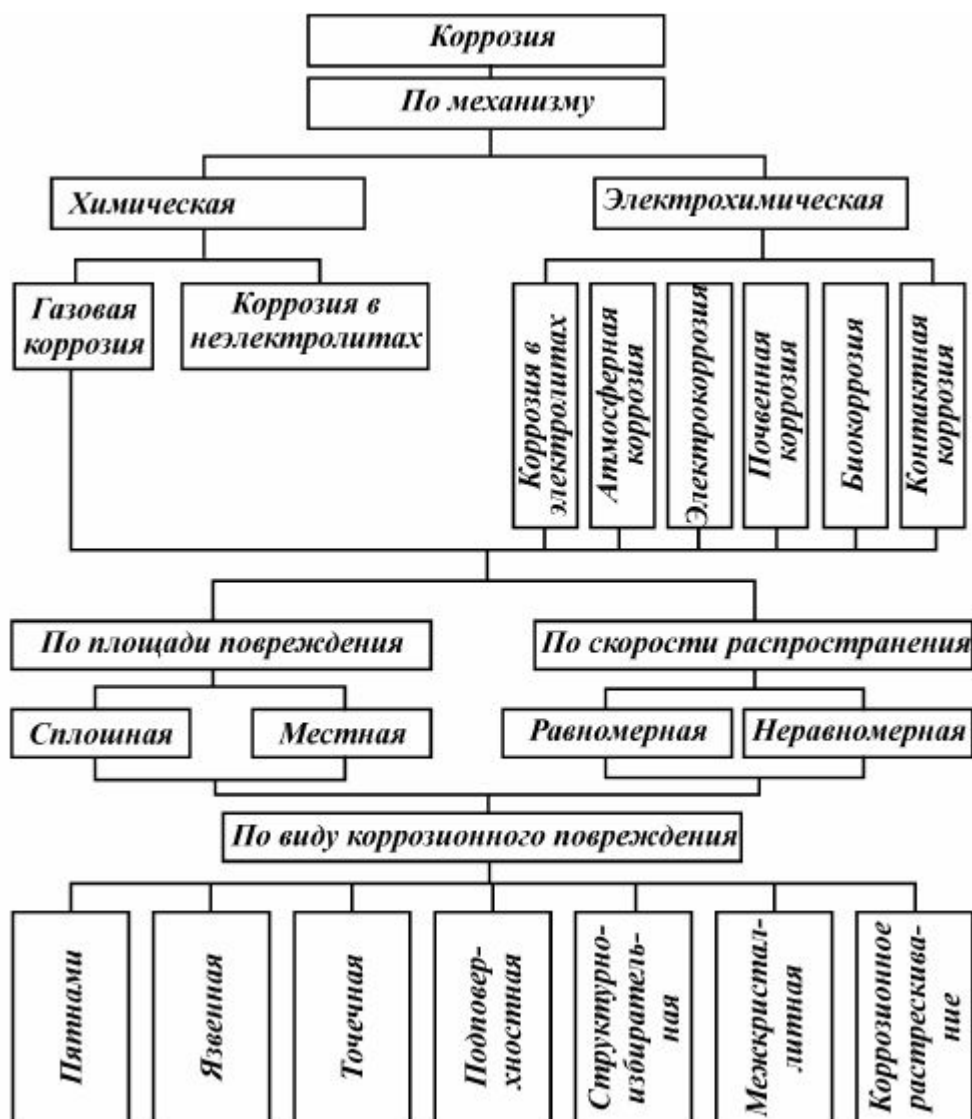 Коррозия
По механизму
Химическая
Электрохимическая
Газовая
коррозия
Коррозия в
неэлектролитах
Коррозия в
электролитах
Атмосферная
коррозия
Электрокоррозия
Почвенная
коррозия
Биокоррозия
Контактная
коррозия
По площади повреждения
По скорости распространения
Сплошная
Местная
Равномерная
Неравномерная
По виду коррозионного повреждения
Пятнами
Язвенная
Точечная
Подповер-
хностная
Структурно-
избиратель-
ная
Межкристал-
литная
Коррозионное
растрескива-
ние